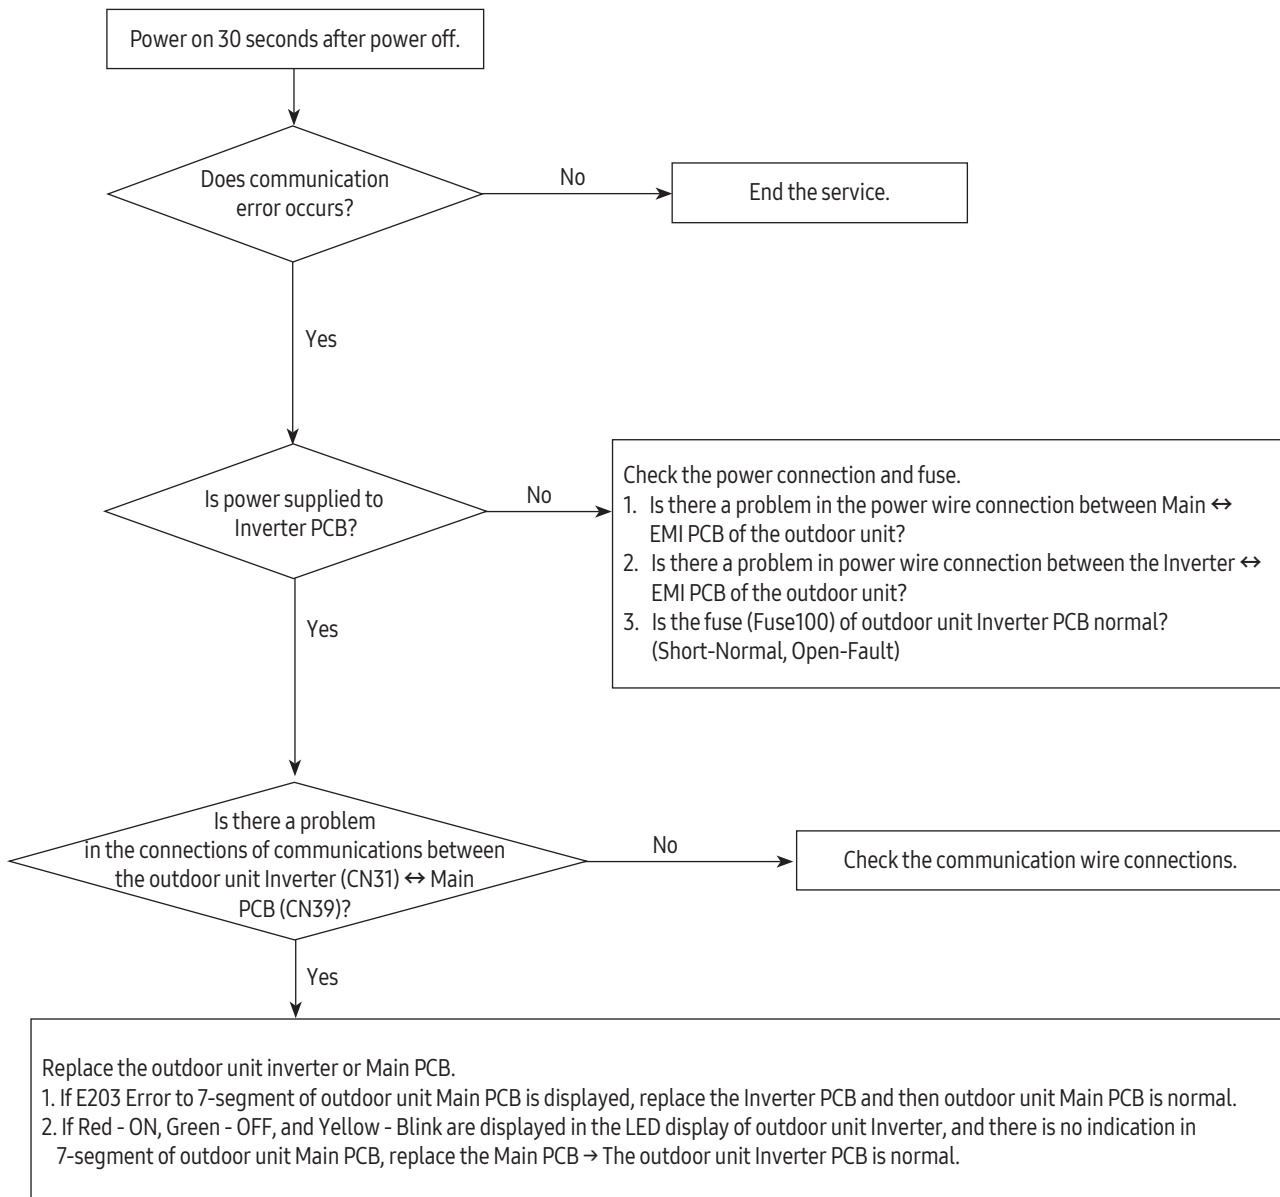 Power on 30 seconds after power off.
Does communication
error occurs?
No
End the service.
Yes
Is power supplied to
Inverter PCB?
No
Check the power connection and fuse.
1. Is there a problem in the power wire connection between Main ↔
EMI PCB of the outdoor unit?
2. Is there a problem in power wire connection between the Inverter ↔
EMI PCB of the outdoor unit?
3. Is the fuse (Fuse100) of outdoor unit Inverter PCB normal?
(Short-Normal, Open-Fault)
Yes
Is there a problem
in the connections of communications between
the outdoor unit Inverter (CN31) ↔ Main
PCB (CN39)?
No
Check the communication wire connections.
Yes
Replace the outdoor unit inverter or Main PCB.
1. If E203 Error to 7-segment of outdoor unit Main PCB is displayed, replace the Inverter PCB and then outdoor unit Main PCB is normal.
2. If Red - ON, Green - OFF, and Yellow - Blink are displayed in the LED display of outdoor unit Inverter, and there is no indication in
7-segment of outdoor unit Main PCB, replace the Main PCB → The outdoor unit Inverter PCB is normal.